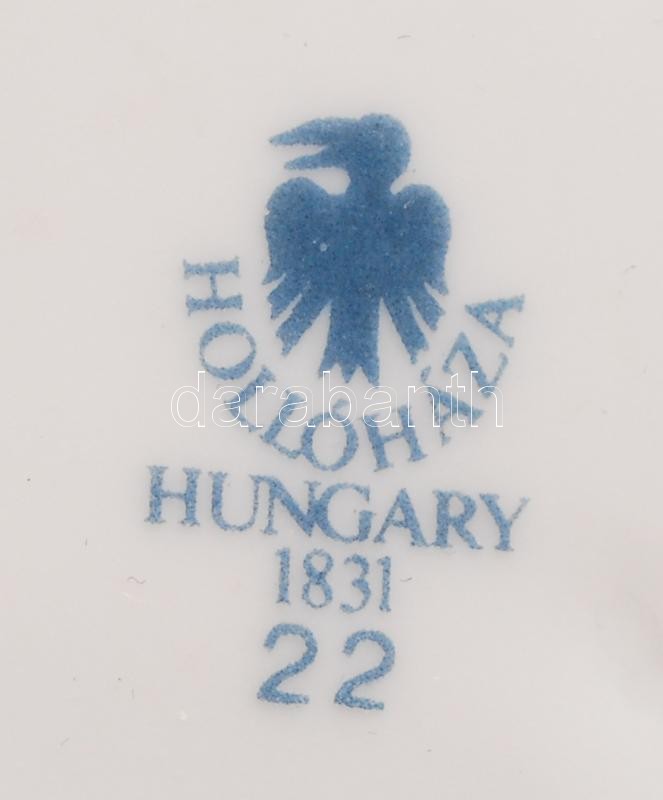 HOLLÓHÁZA
darabanth
HUNGARY
1831
22